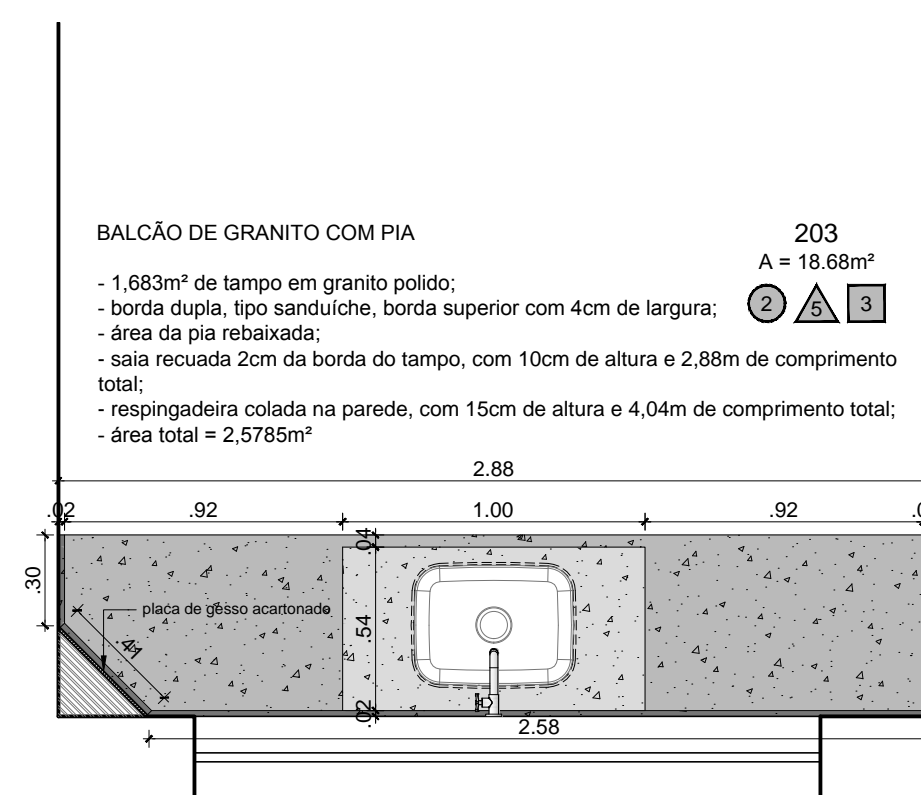 BALCÃO DE GRANITO COM PIA
203
A = 18.68m²
2 5 3
- 1,683m² de tampo em granito polido;
- borda dupla, tipo sanduíche, borda superior com 4cm de largura;
- área da pia rebaixada;
- saia recuada 2cm da borda do tampo, com 10cm de altura e 2,88m de comprimento
total;
- respingadeira colada na parede, com 15cm de altura e 4,04m de comprimento total;
- área total = 2,5785m²
2.88
.02 .92 1.00 .92
.04
.30
placa de gesso acartonado
.41
.54
.02
2.58